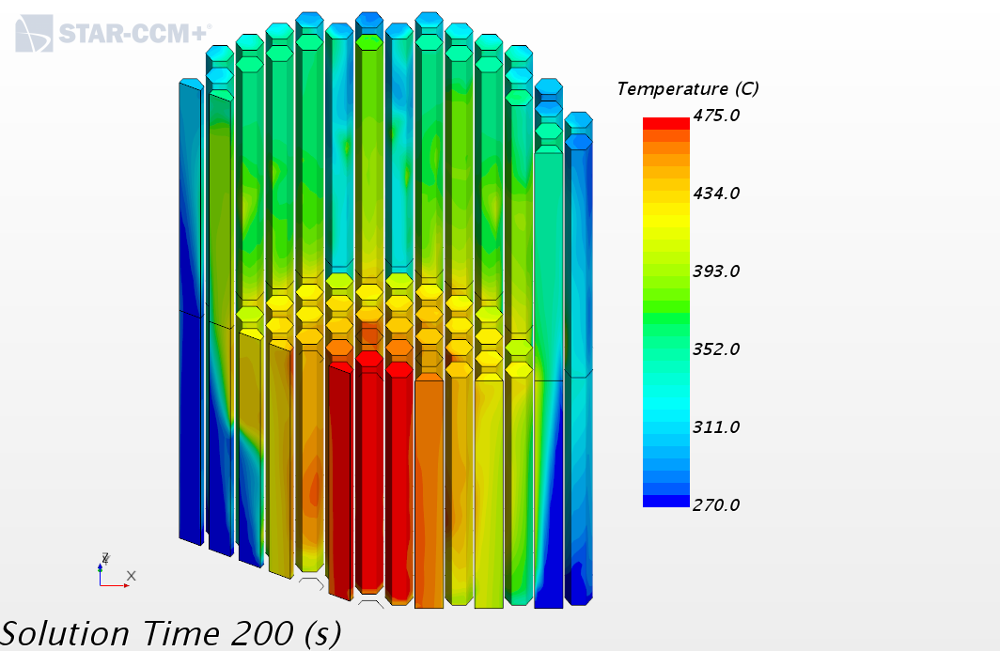 STAR-CCM+
Temperature (C)
475.0
434.0
393.0
352.0
311.0
270.0
Z
X
Solution Time 200 (s)